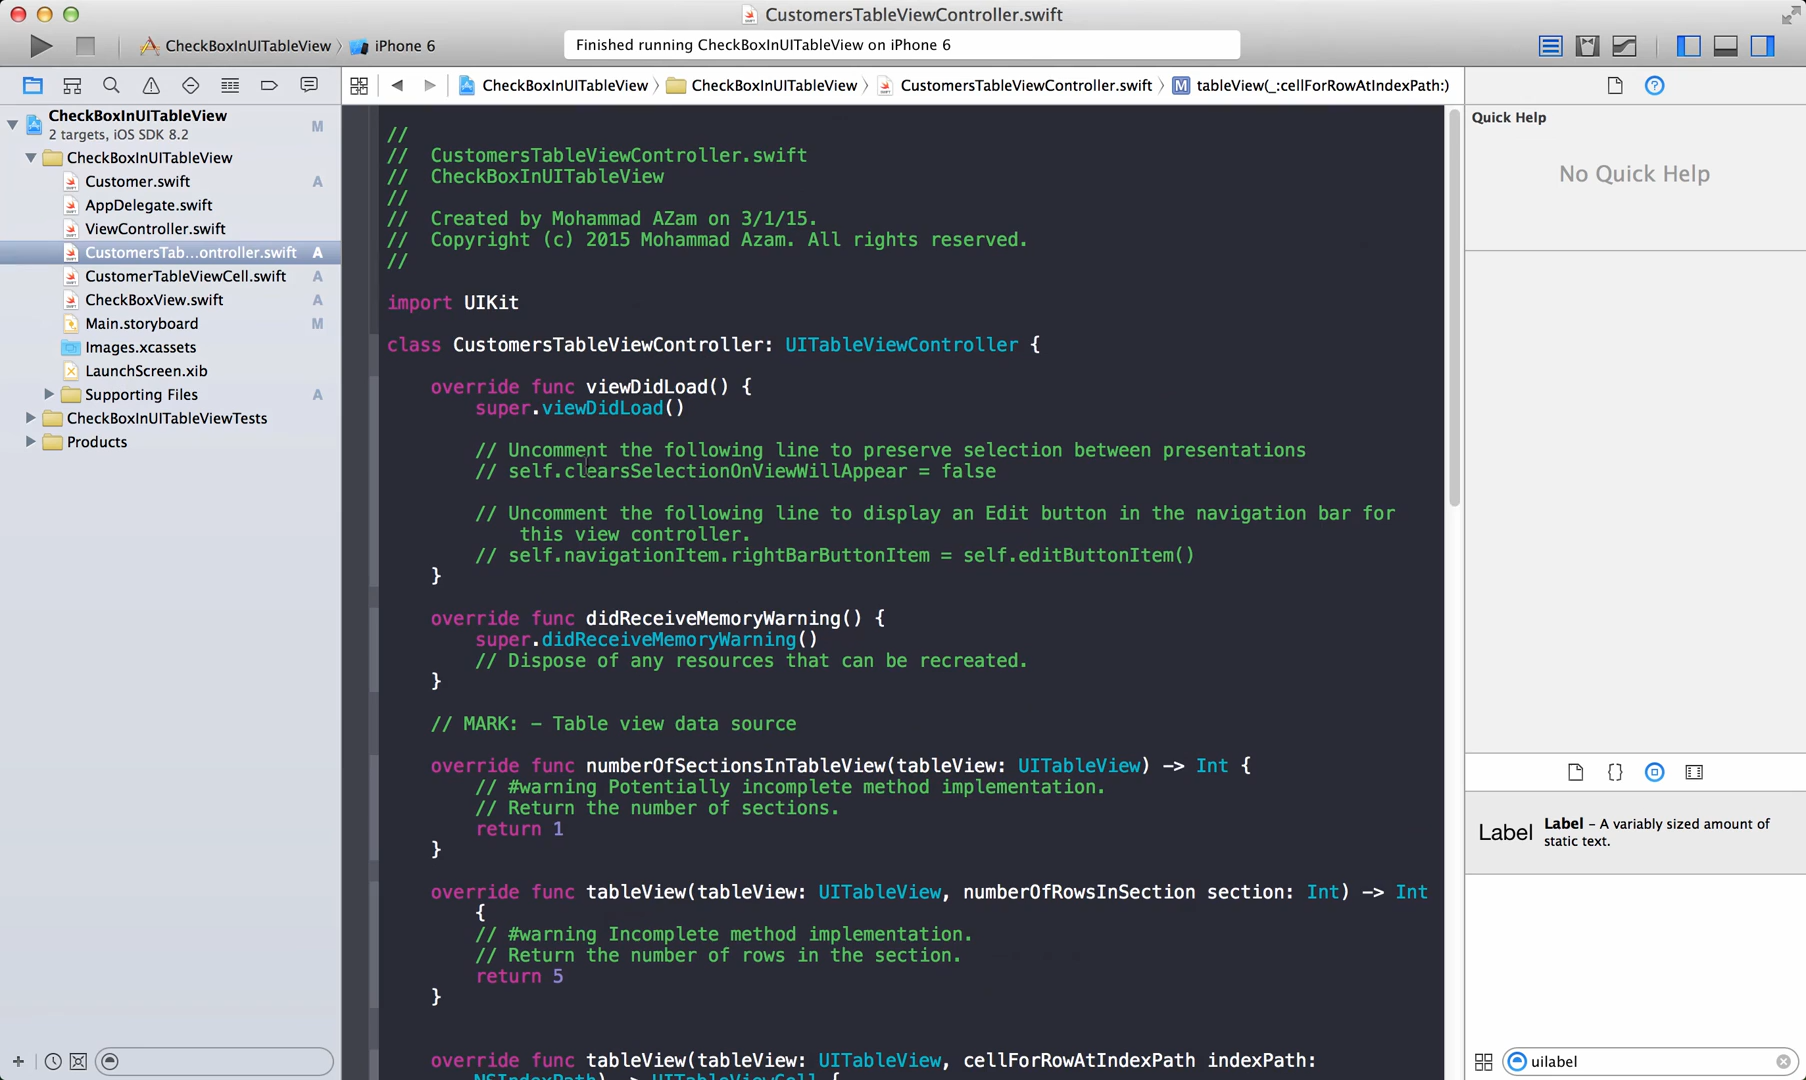 CustomersTableViewController.swift
CheckBoxInUITableView
iPhone 6
Finished running CheckBoxInUITableView on iPhone 6
CheckBoxInUITableView
CheckBoxInUITableView
CustomersTableViewController.swift
M
tableView(_:cellForRowAtIndexPath:)
CheckBoxInUITableView
2 targets, iOS SDK 8.2
M
CheckBoxInUITableView
Customer.swift
A
AppDelegate.swift
ViewController.swift
CustomersTab...ontroller.swift
A
CustomerTableViewCell.swift
A
CheckBoxView.swift
A
Main.storyboard
M
Images.xcassets
LaunchScreen.xib
Supporting Files
A
CheckBoxInUITableViewTests
Products
//
// CustomersTableViewController.swift
// CheckBoxInUITableView
//
// Created by Mohammad AZam on 3/1/15.
// Copyright (c) 2015 Mohammad Azam. All rights reserved.
//
import UIKit
class CustomersTableViewController: UITableViewController {
override func viewDidLoad() {
super.viewDidLoad()
// Uncomment the following line to preserve selection between presentations
// self.clearsSelectionOnViewWillAppear = false
// Uncomment the following line to display an Edit button in the navigation bar for
this view controller.
// self.navigationItem.rightBarButtonItem = self.editButtonItem()
}
override func didReceiveMemoryWarning() {
super.didReceiveMemoryWarning()
// Dispose of any resources that can be recreated.
}
// MARK: - Table view data source
override func numberOfSectionsInTableView(tableView: UITableView) -> Int {
// #warning Potentially incomplete method implementation.
// Return the number of sections.
return 1
}
override func tableView(tableView: UITableView, numberOfRowsInSection section: Int) -> Int
{
// #warning Incomplete method implementation.
// Return the number of rows in the section.
return 5
}
override func tableView(tableView: UITableView, cellForRowAtIndexPath indexPath:
NSIndexPath) -> UITableViewCell {
Quick Help
No Quick Help
Label
Label – A variably sized amount of
static text.
uilabel